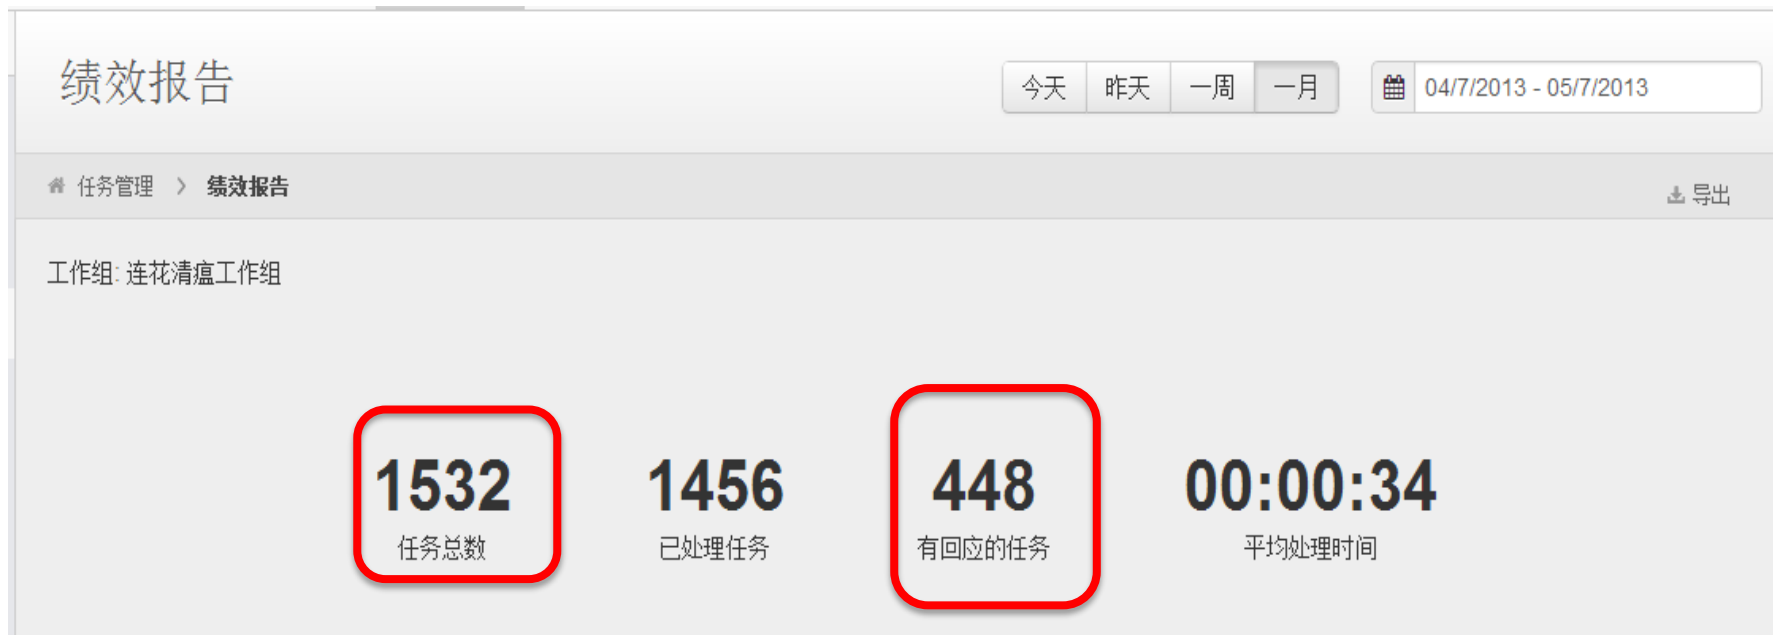 绩效报告
今天 昨天 一周 一月 04/7/2013 - 05/7/2013
任务管理 > 绩效报告
导出
工作组: 连花清瘟工作组
1532 1456 448 00:00:34
任务总数 已处理任务 有回应的任务 平均处理时间